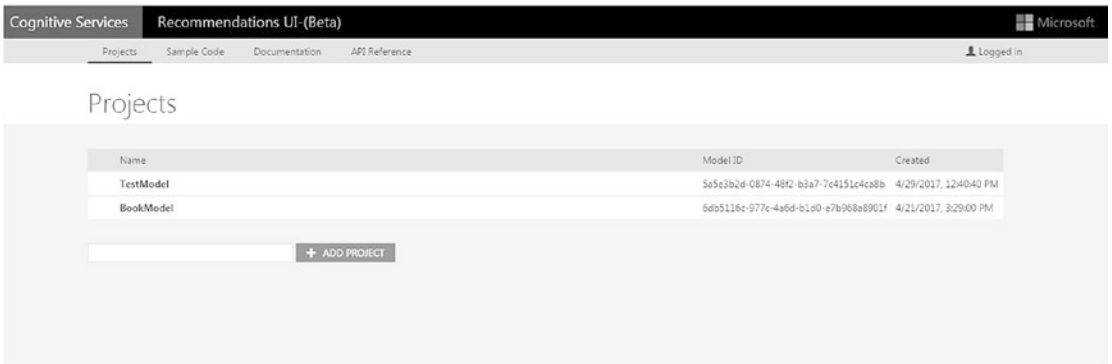 Cognitive Services Recommendations UI-(Beta) Microsoft
Projects Sample Code Documentation API Reference Logged in
Projects
Name Model ID Created
TestModel 5a5e3b2d-0874-48f2-b3a7-7c4151c4ca8b 4/29/2017, 12:40:40 PM
BookModel 6db5116c-977c-4a6d-b1d0-e7b968a8901f 4/21/2017, 3:29:00 PM
+ ADD PROJECT